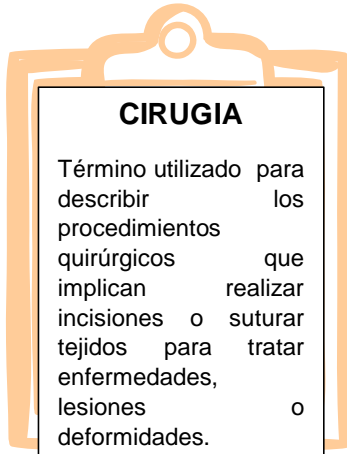 CIRUGIA
Término utilizado para
describir los
procedimientos
quirúrgicos que
implican realizar
incisiones o suturar
tejidos para tratar
enfermedades,
lesiones o
deformidades.